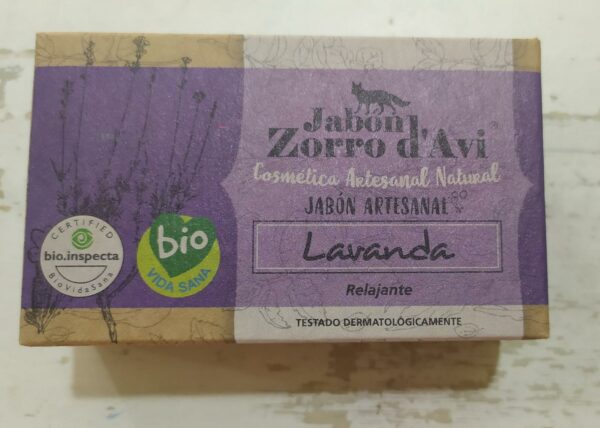 Jabón
Zorro d'Avi®
Cosmética Artesanal Natural
JABÓN ARTESANAL
Lavanda
Relajante
TESTADO DERMATOLÓGICAMENTE
CERTIFIED
bio.inspecta
BioVidaSana
bio
VIDA SANA